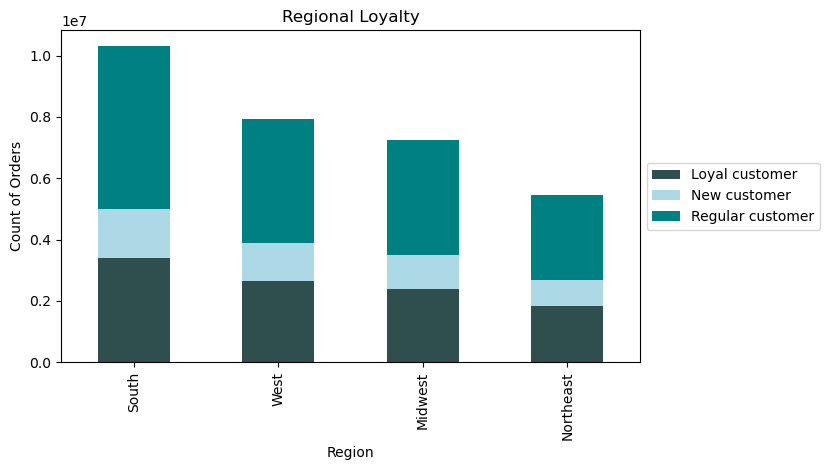 Regional Loyalty
1e7
1.0
0.8
0.6
0.4
0.2
0.0
Count of Orders
South
West
Midwest
Northeast
Region
Loyal customer
New customer
Regular customer